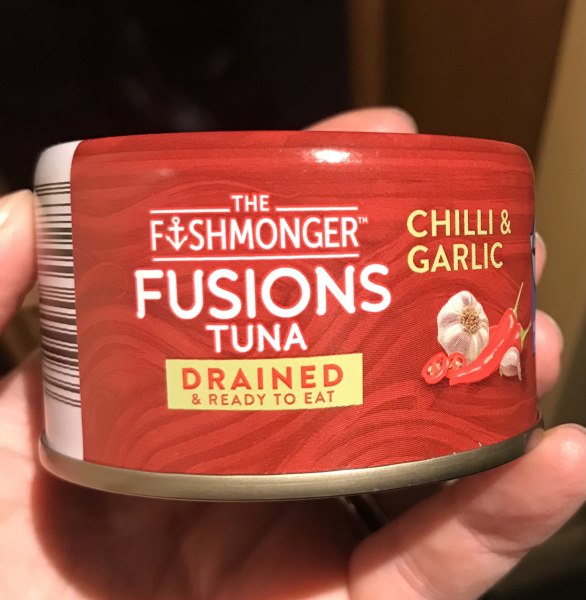 THE
FISHMONGER™
FUSIONS
TUNA
DRAINED
& READY TO EAT
CHILLI &
GARLIC